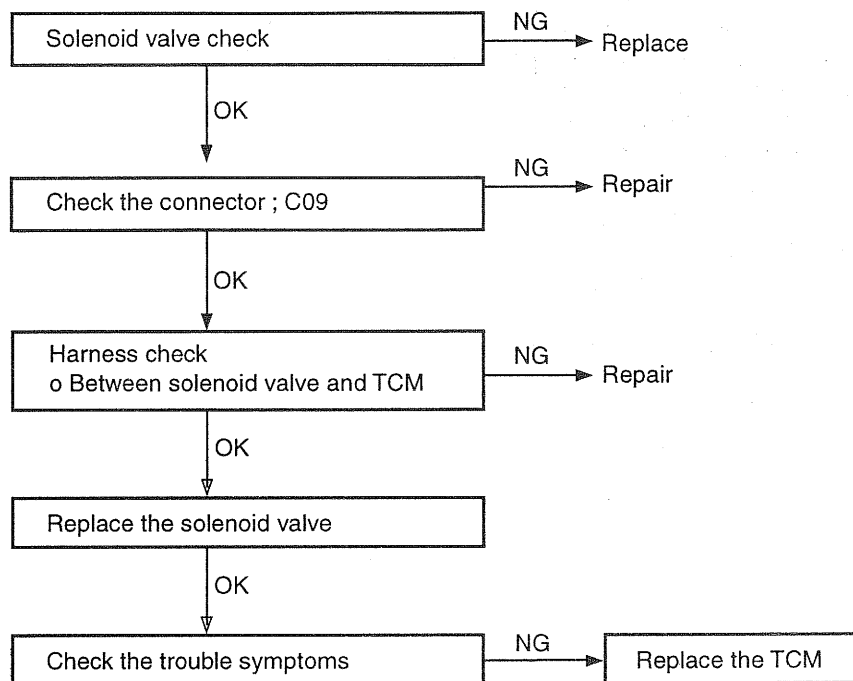 Solenoid valve check
NG
Replace
OK
Check the connector ; C09
NG
Repair
OK
Harness check
o Between solenoid valve and TCM
NG
Repair
OK
Replace the solenoid valve
OK
Check the trouble symptoms
NG
Replace the TCM